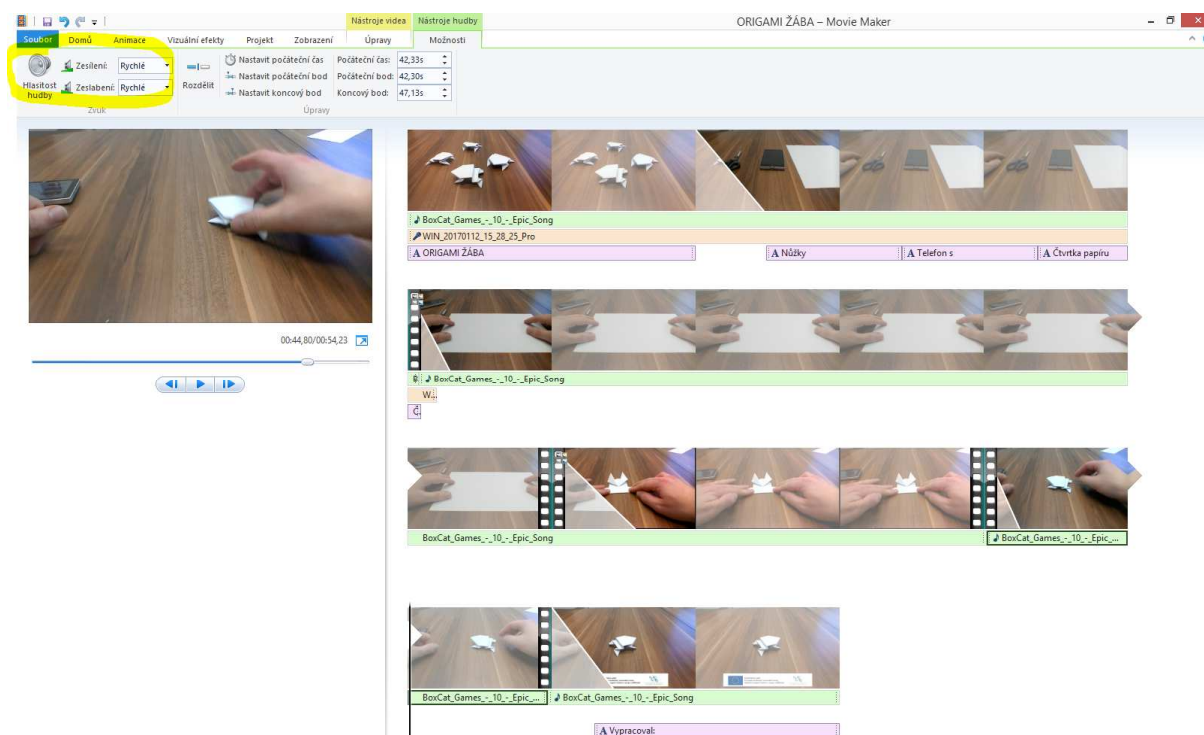 Nástroje videa
Nástroje hudby
ORIGAMI ŽÁBA – Movie Maker
Soubor
Domů
Animace
Vizuální efekty
Projekt
Zobrazení
Úpravy
Možnosti
Hlasitost
hudby
Zesílení: Rychlé
Zeslabení: Rychlé
Zvuk
Rozdělit
Nastavit počáteční čas
Nastavit počáteční bod
Nastavit koncový bod
Počáteční čas: 42,33s
Počáteční bod: 42,30s
Koncový bod: 47,13s
Úpravy
00:44,80/00:54,23
BoxCat_Games_-_10_-_Epic_Song
WIN_20170112_15_28_25_Pro
A ORIGAMI ŽÁBA
A Nůžky
A Telefon s
A Čtvrtka papíru
BoxCat_Games_-_10_-_Epic_Song
W...
BoxCat_Games_-_10_-_Epic_Song
BoxCat_Games_-_10_-_Epic_...
BoxCat_Games_-_10_-_Epic_...
BoxCat_Games_-_10_-_Epic_Song
A Vypracoval: